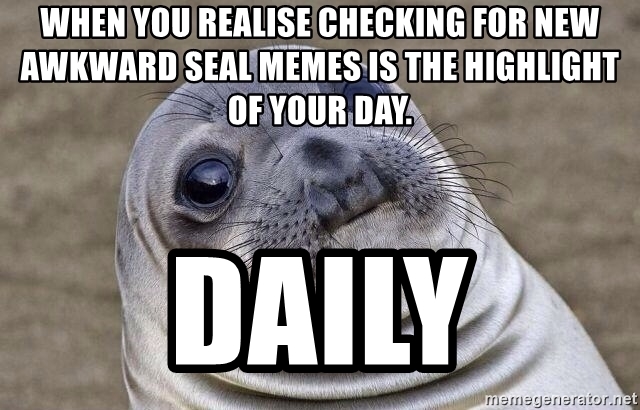 WHEN YOU REALISE CHECKING FOR NEW
AWKWARD SEAL MEMES IS THE HIGHLIGHT
OF YOUR DAY.
DAILY
memegenerator.net